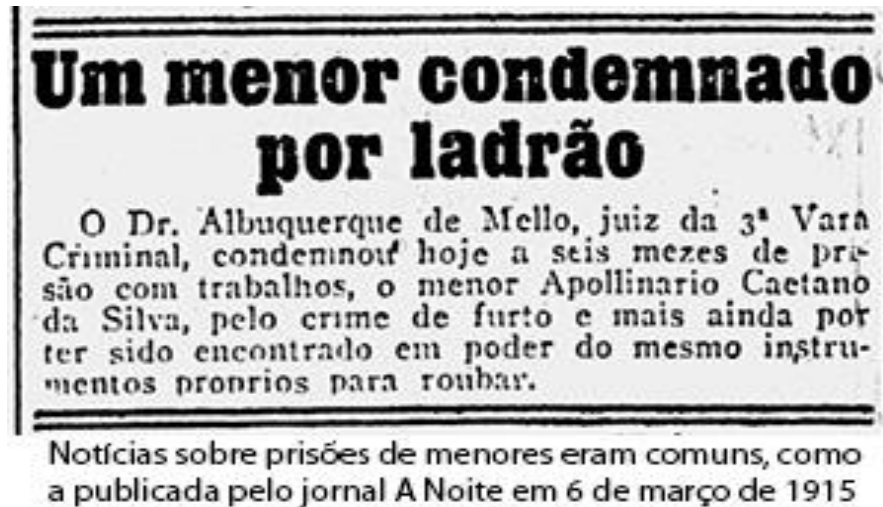 Um menor condemnado
por ladrão
O Dr. Albuquerque de Mello, juiz da 3ª Vara
Criminal, condemnou hoje a seis mezes de pri-
são com trabalhos, o menor Apollinario Caetano
da Silva, pelo crime de furto e mais ainda por
ter sido encontrado em poder do mesmo instru-
mentos proprios para roubar.
Notícias sobre prisões de menores eram comuns, como
a publicada pelo jornal A Noite em 6 de março de 1915